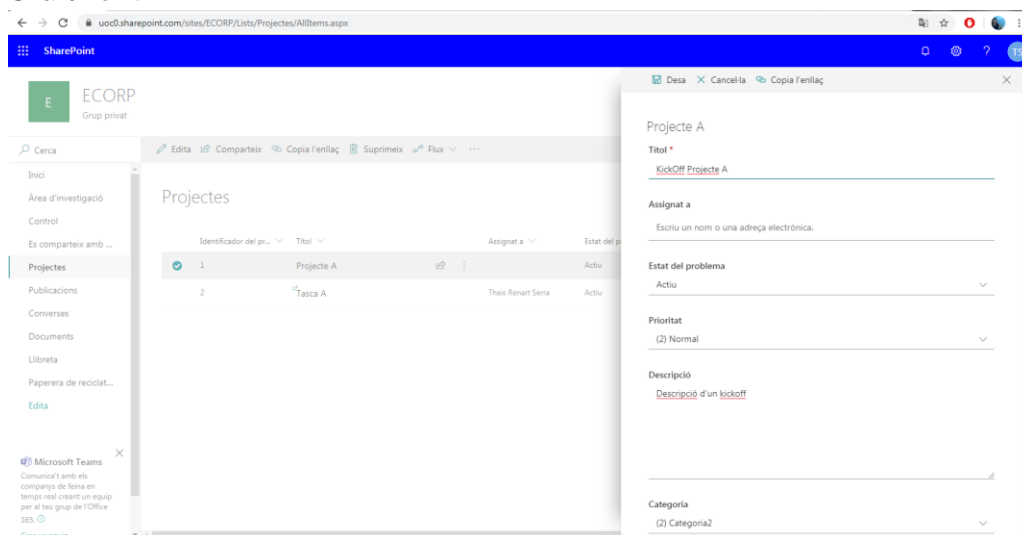 uoc0.sharepoint.com/sites/ECORP/Lists/Projectes/AllItems.aspx
SharePoint
TS
E
ECORP
Grup privat
Cerca
Edita Comparteix Copia l'enllaç Suprimeix Flux ...
Inici
Àrea d'investigació
Control
Es comparteix amb ...
Projectes
Publicacions
Converses
Documents
Llibreta
Paperera de reciclat...
Edita
Microsoft Teams
Comunica't amb els
companys de feina en
temps real creant un equip
per al teu grup de l'Office
365.
Projectes
Identificador del pr... Títol Assignat a Estat del
1 Projecte A Actiu
2 Tasca A Thais Renart Serra Actiu
Desa Cancel·la Copia l'enllaç
Projecte A
Títol *
KickOff Projecte A
Assignat a
Escriu un nom o una adreça electrònica.
Estat del problema
Actiu
Prioritat
(2) Normal
Descripció
Descripció d'un kickoff
Categoria
(2) Categoria2